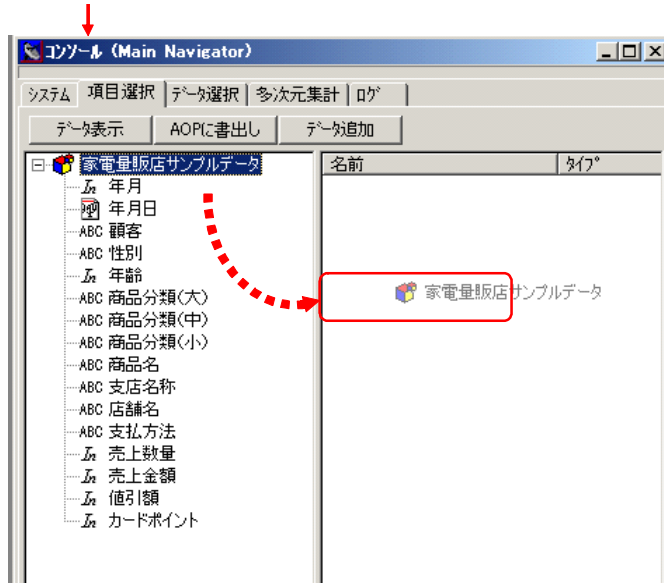 コンソール (Main Navigator)
システム 項目選択 データ選択 多次元集計 ログ
データ表示 AOPに書出し データ追加
家電量販店サンプルデータ
名前 タイプ
年月
年月日
ABC 顧客
ABC 性別
年齢
ABC 商品分類(大)
家電量販店サンプルデータ
ABC 商品分類(中)
ABC 商品分類(小)
ABC 商品名
ABC 支店名称
ABC 店舗名
ABC 支払方法
売上数量
売上金額
値引額
カードポイント